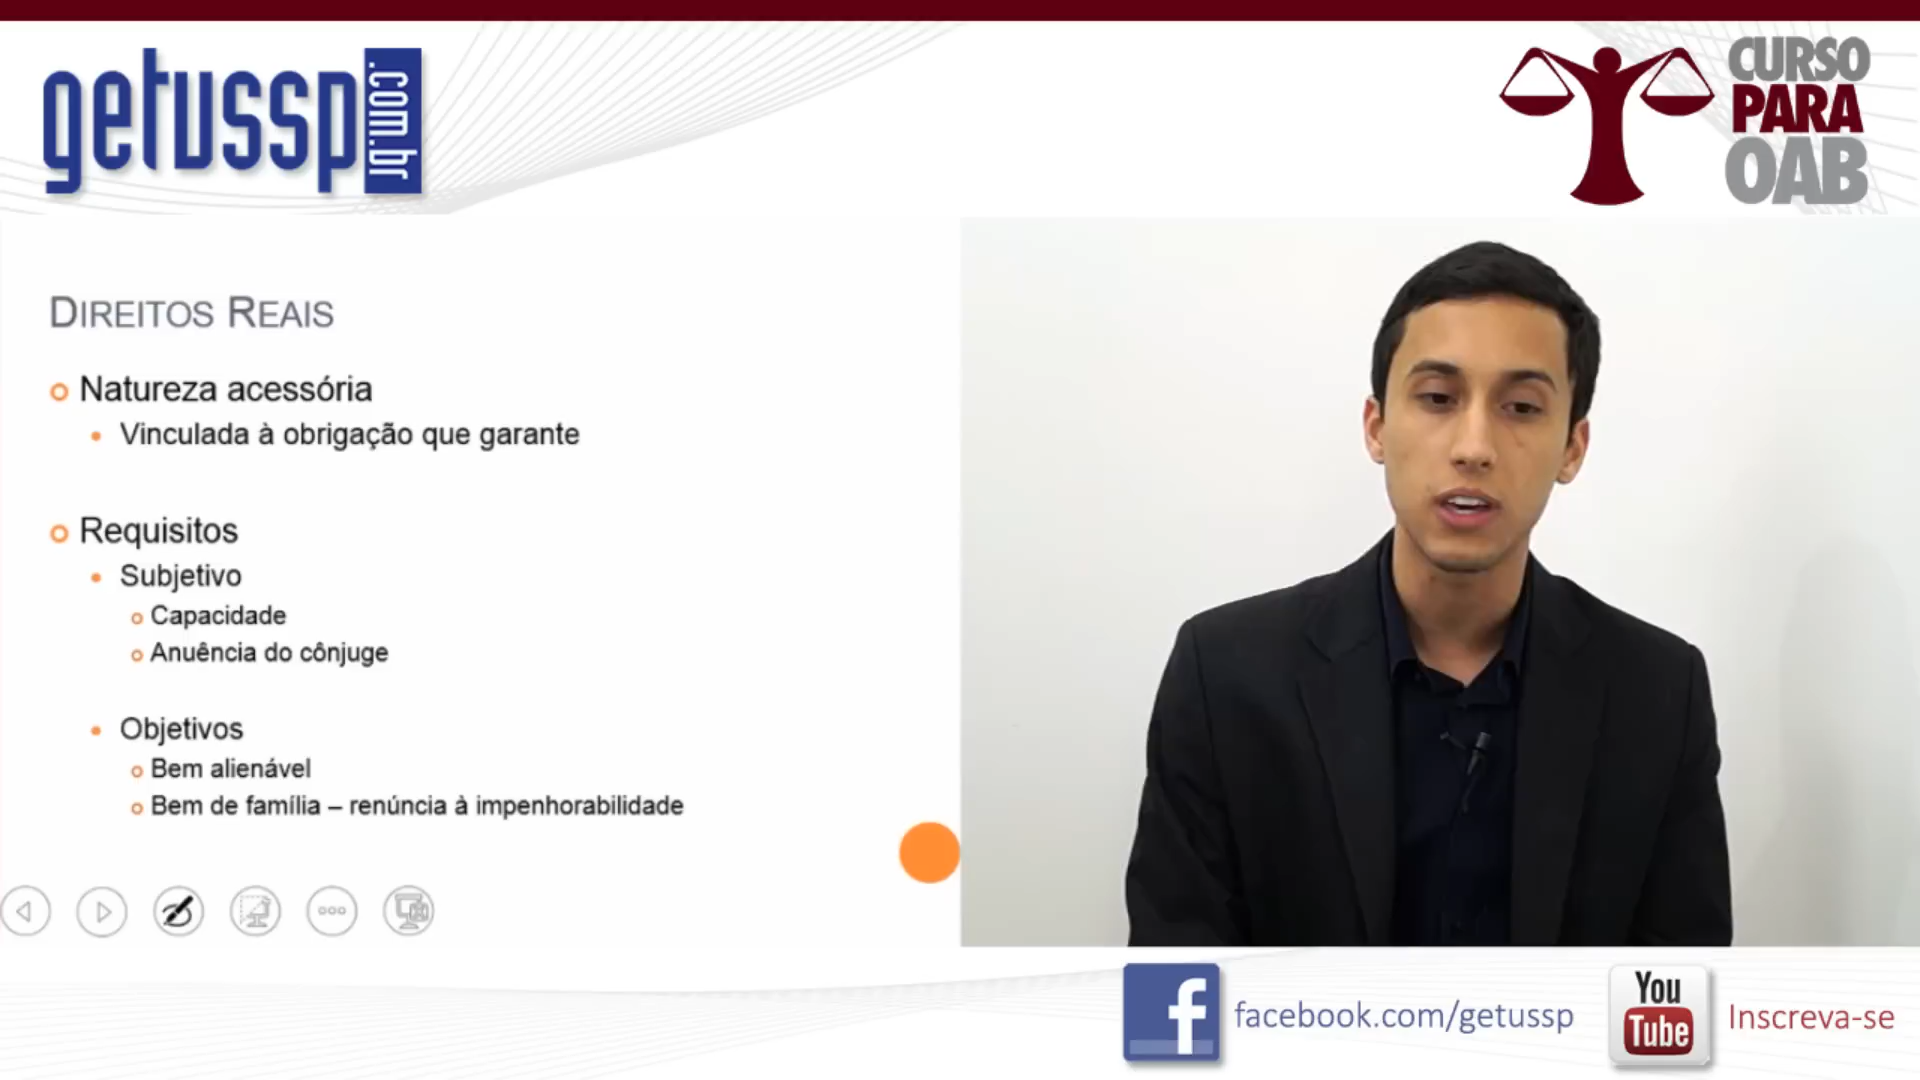 getussp.com.br
CURSO
PARA
OAB
DIREITOS REAIS
Natureza acessória
Vinculada à obrigação que garante
Requisitos
Subjetivo
Capacidade
Anuência do cônjuge
Objetivos
Bem alienável
Bem de família – renúncia à impenhorabilidade
f
facebook.com/getussp
You
Tube
Inscreva-se